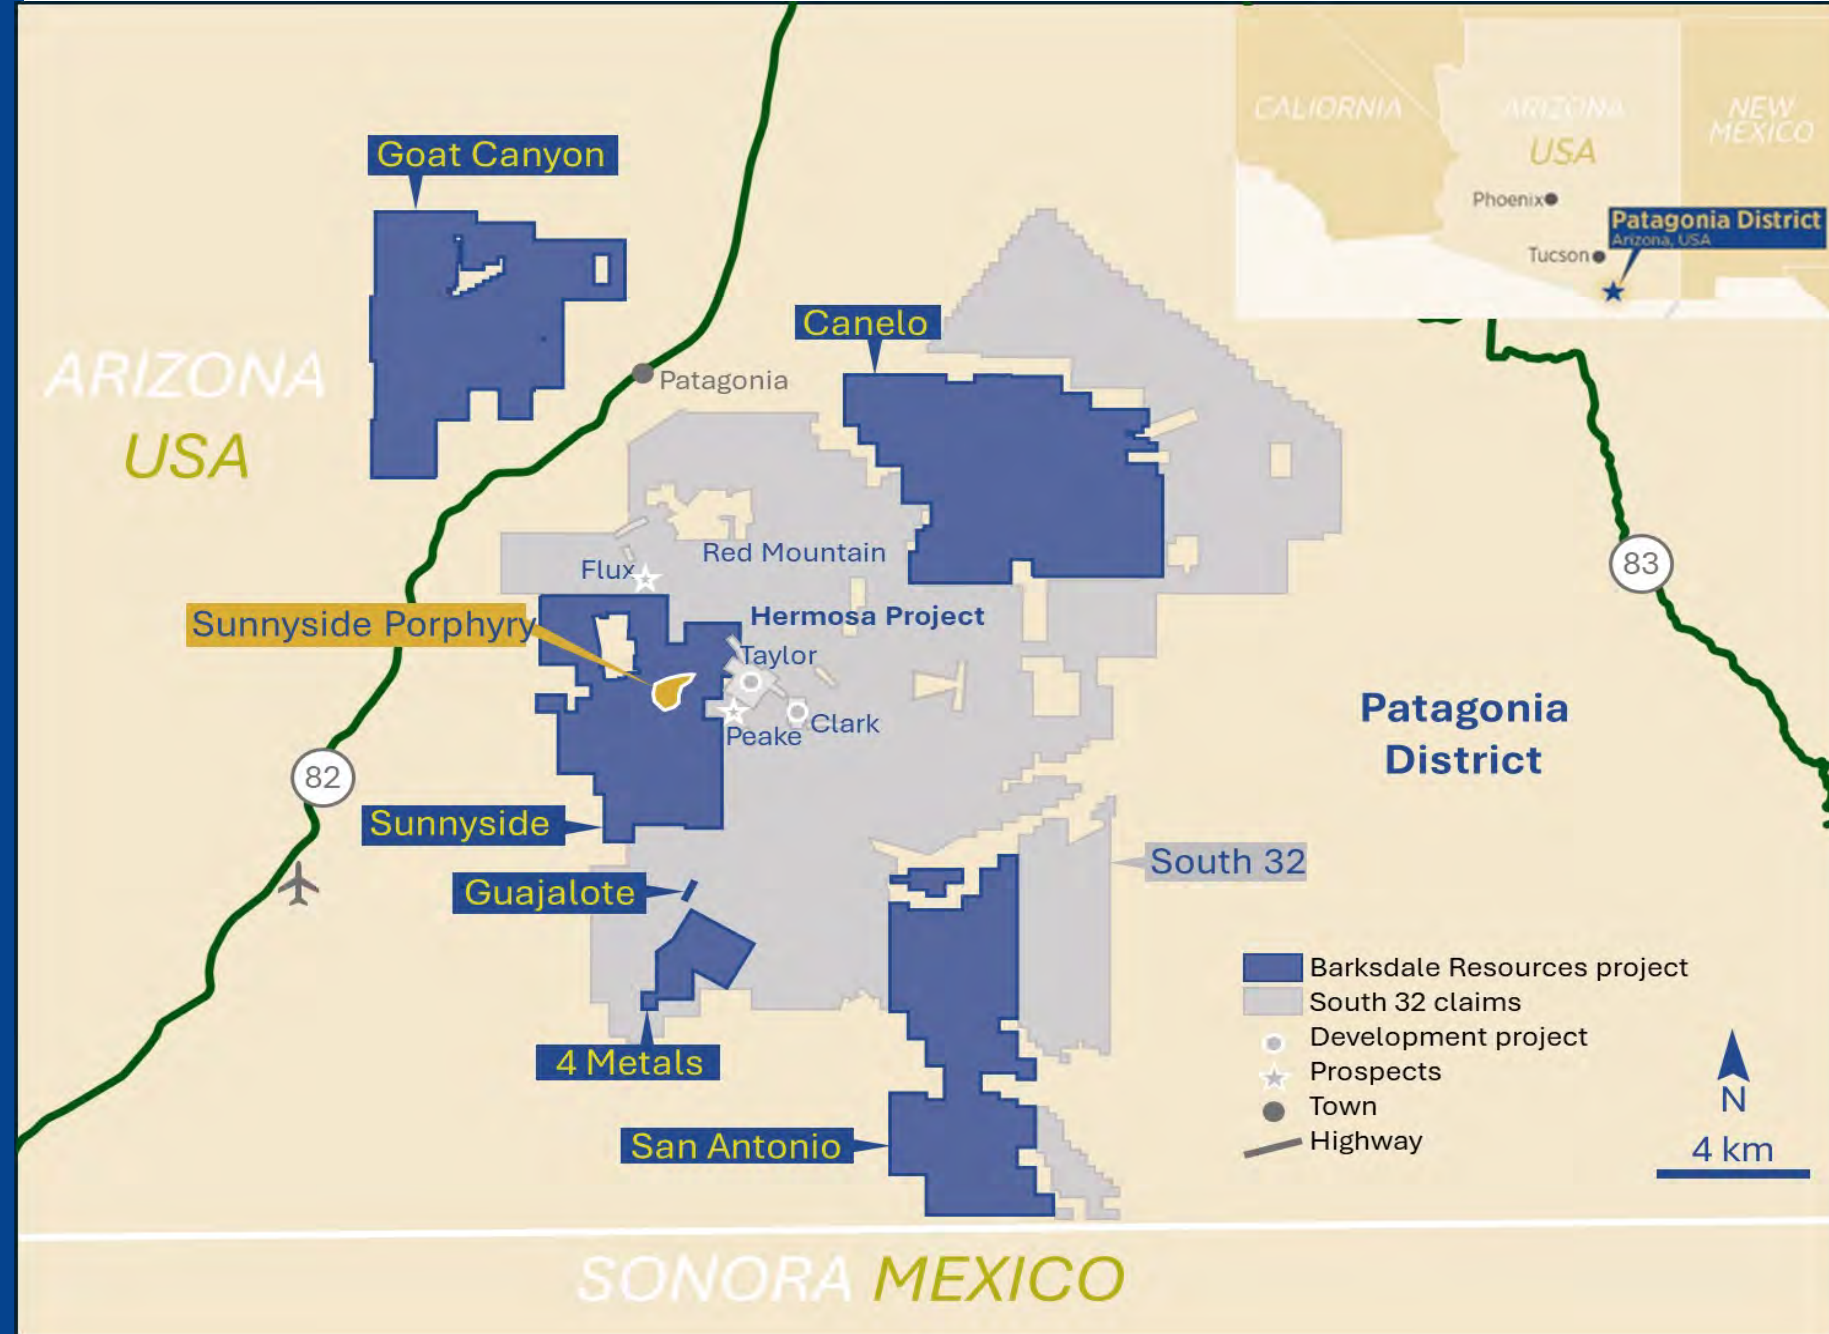 CALIORNIA
ARIZONA
USA
NEW
MEXICO
Phoenix
Patagonia District
Arizona, USA
Tucson
Goat Canyon
Canelo
ARIZONA
USA
Patagonia
Red Mountain
Flux
Sunnyside Porphyry
Hermosa Project
Taylor
Clark
Peake
83
Patagonia
District
82
Sunnyside
South 32
Guajalote
4 Metals
San Antonio
Barksdale Resources project
South 32 claims
Development project
Prospects
Town
Highway
N
4 km
SONORA MEXICO